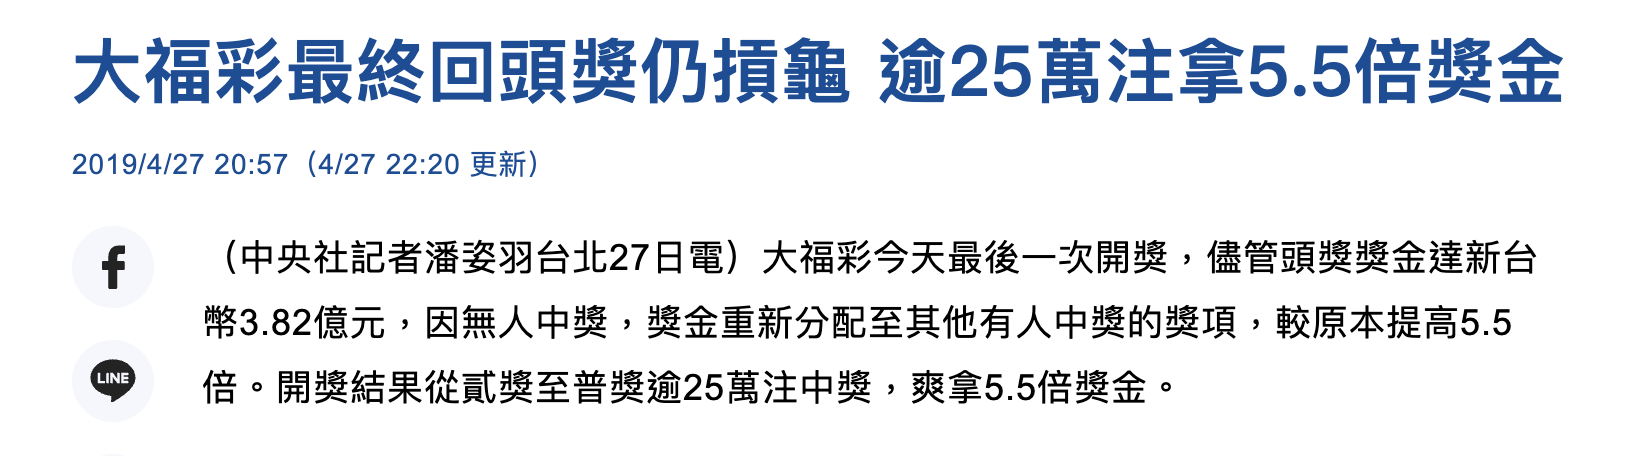 大福彩最終回頭獎仍摃龜 逾25萬注拿5.5倍獎金
2019/4/27 20:57（4/27 22:20 更新）
（中央社記者潘姿羽台北27日電）大福彩今天最後一次開獎，儘管頭獎獎金達新台
幣3.82億元，因無人中獎，獎金重新分配至其他有人中獎的獎項，較原本提高5.5
倍。開獎結果從貳獎至普獎逾25萬注中獎，爽拿5.5倍獎金。
f
LINE